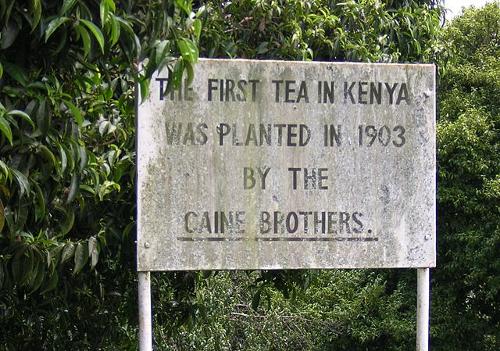 THE FIRST TEA IN KENYA
WAS PLANTED IN 1903
BY THE
CAINE BROTHERS.